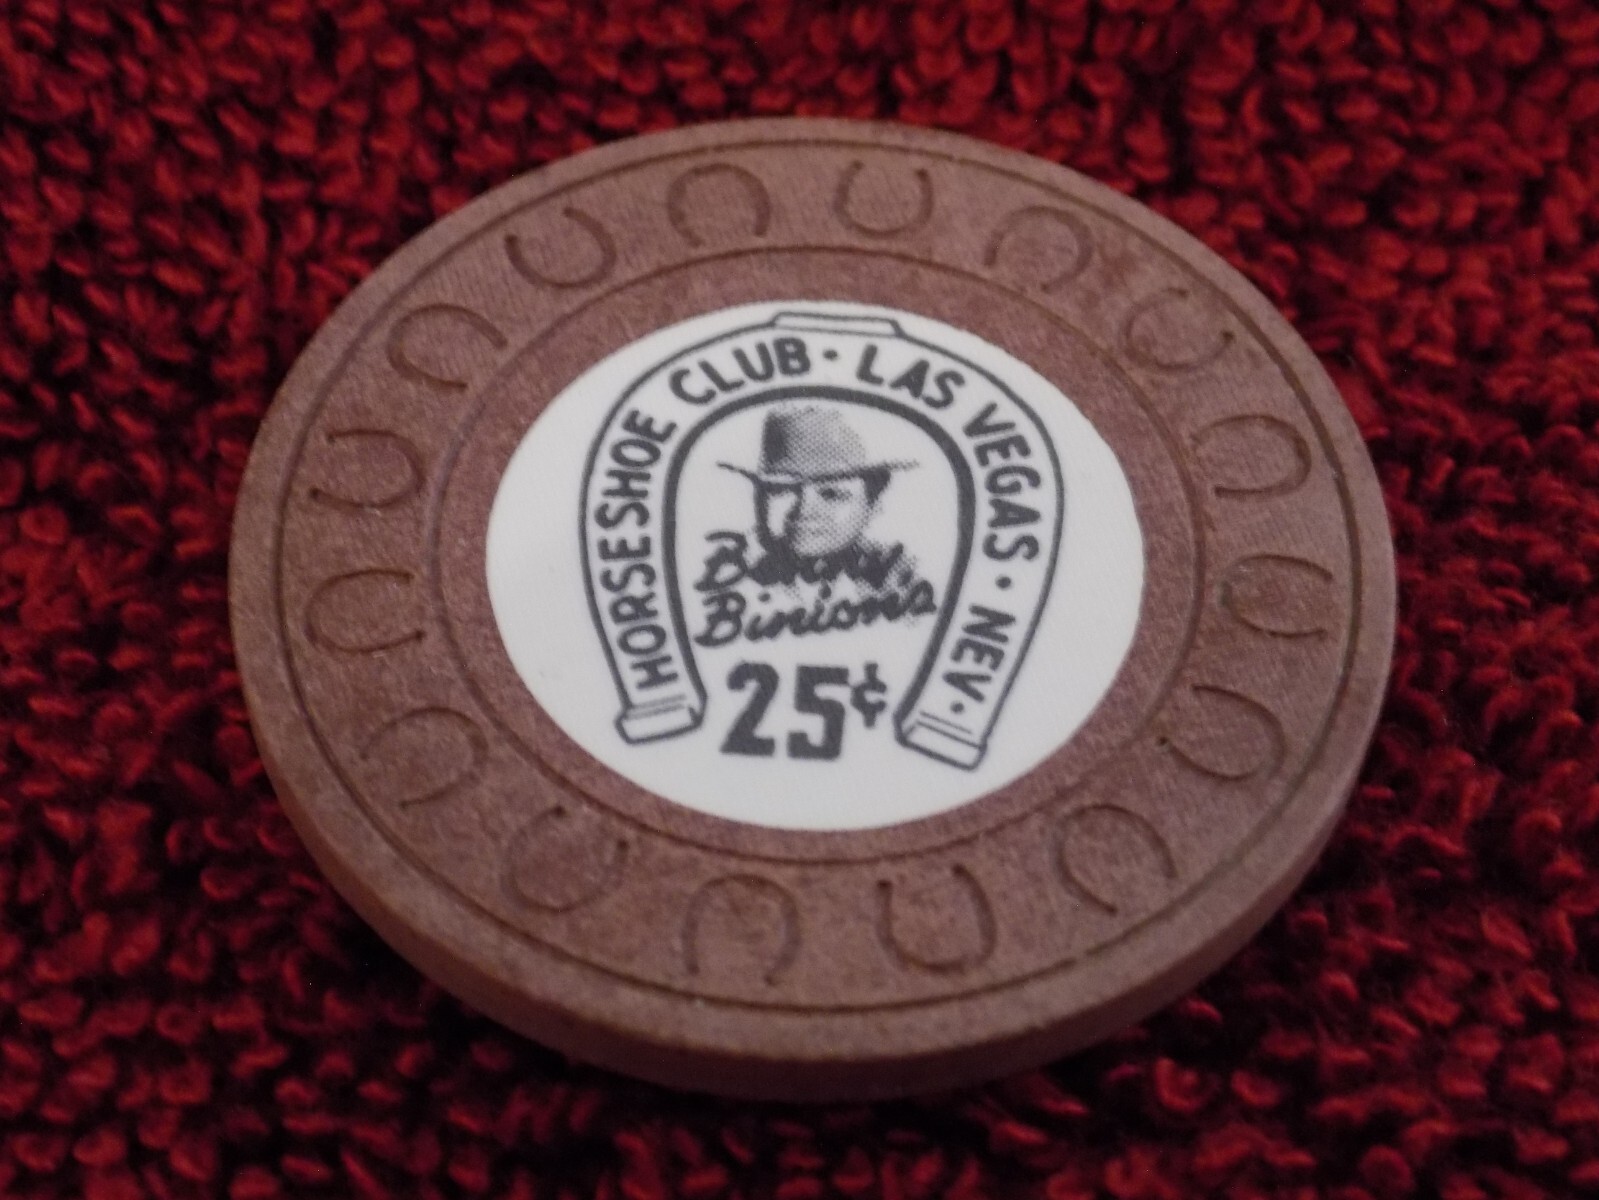 HORSESHOE CLUB · LAS VEGAS · NEV·
Benny
Binion's
25¢